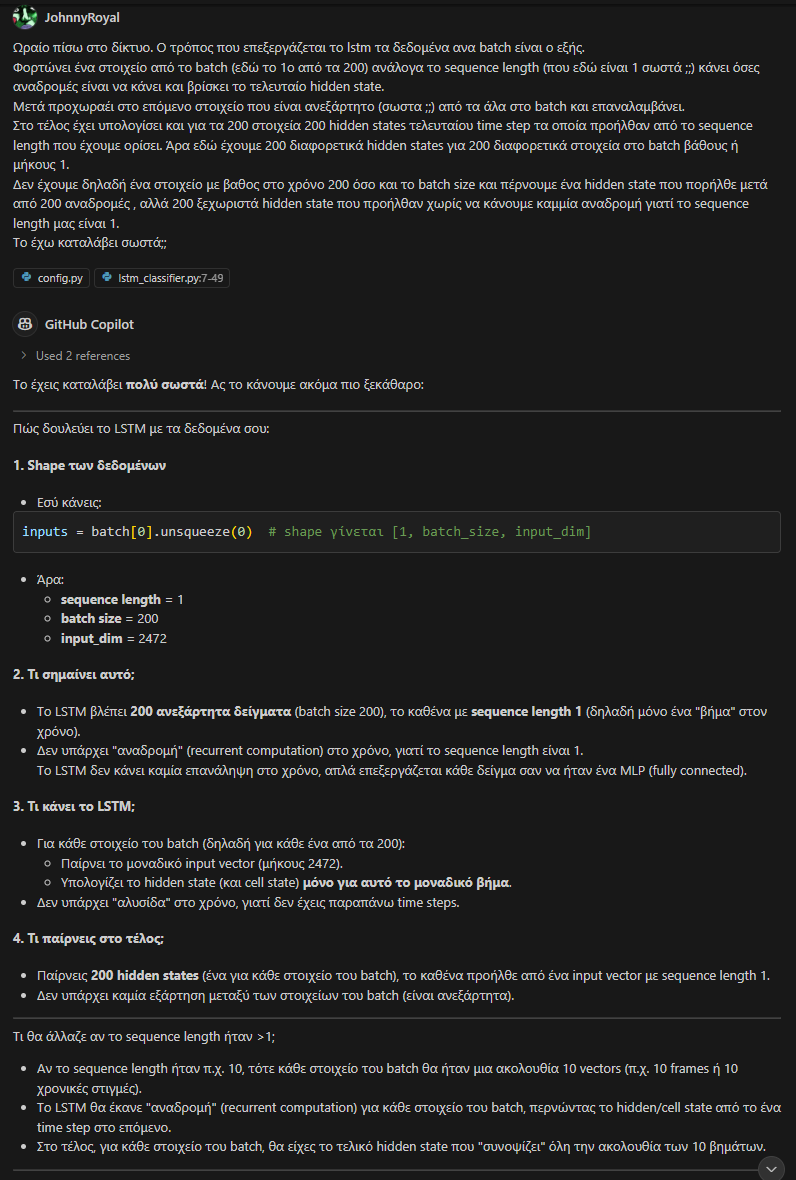 JohnnyRoyal
Ωραίο πίσω στο δίκτυο. Ο τρόπος που επεξεργάζεται το lstm τα δεδομένα ανα batch είναι ο εξής.
Φορτώνει ένα στοιχείο από το batch (εδώ το 1ο από τα 200) ανάλογα το sequence length (που εδώ είναι 1 σωστά ;;) κάνει όσες
αναδρομές είναι να κάνει και βρίσκει το τελευταίο hidden state.
Μετά προχωραέι στο επόμενο στοιχείο που είναι ανεξάρτητο (σωστα ;;) από τα άλα στο batch και επαναλαμβάνει.
Στο τέλος έχει υπολογίσει και για τα 200 στοιχεία 200 hidden states τελευταίου time step τα οποία προήλθαν από το sequence
length που έχουμε ορίσει. Άρα εδώ έχουμε 200 διαφορετικά hidden states για 200 διαφορετικά στοιχεία στο batch βάθους ή
μήκους 1.
Δεν έχουμε δηλαδή ένα στοιχείο με βαθος στο χρόνο 200 όσο και το batch size και πέρνουμε ένα hidden state που πορήλθε μετά
από 200 αναδρομές , αλλά 200 ξεχωριστά hidden state που προήλθαν χωρίς να κάνουμε καμμία αναδρομή γιατί το sequence
length μας είναι 1.
Το έχω καταλάβει σωστά;;
config.py lstm_classifier.py:7-49
GitHub Copilot
Used 2 references
Το έχεις καταλάβει πολύ σωστά! Ας το κάνουμε ακόμα πιο ξεκάθαρο:
Πώς δουλεύει το LSTM με τα δεδομένα σου:
1. Shape των δεδομένων
• Εσύ κάνεις:
inputs = batch[0].unsqueeze(0) # shape γίνεται [1, batch_size, input_dim]
• Άρα:
○ sequence length = 1
○ batch size = 200
○ input_dim = 2472
2. Τι σημαίνει αυτό;
• Το LSTM βλέπει 200 ανεξάρτητα δείγματα (batch size 200), το καθένα με sequence length 1 (δηλαδή μόνο ένα "βήμα" στον
χρόνο).
• Δεν υπάρχει "αναδρομή" (recurrent computation) στο χρόνο, γιατί το sequence length είναι 1.
Το LSTM δεν κάνει καμία επανάληψη στο χρόνο, απλά επεξεργάζεται κάθε δείγμα σαν να ήταν ένα MLP (fully connected).
3. Τι κάνει το LSTM;
• Για κάθε στοιχείο του batch (δηλαδή για κάθε ένα από τα 200):
○ Παίρνει το μοναδικό input vector (μήκους 2472).
○ Υπολογίζει το hidden state (και cell state) μόνο για αυτό το μοναδικό βήμα.
• Δεν υπάρχει "αλυσίδα" στο χρόνο, γιατί δεν έχεις παραπάνω time steps.
4. Τι παίρνεις στο τέλος;
• Παίρνεις 200 hidden states (ένα για κάθε στοιχείο του batch), το καθένα προήλθε από ένα input vector με sequence length 1.
• Δεν υπάρχει καμία εξάρτηση μεταξύ των στοιχείων του batch (είναι ανεξάρτητα).
Τι θα άλλαζε αν το sequence length ήταν >1;
• Αν το sequence length ήταν π.χ. 10, τότε κάθε στοιχείο του batch θα ήταν μια ακολουθία 10 vectors (π.χ. 10 frames ή 10
χρονικές στιγμές).
• Το LSTM θα έκανε "αναδρομή" (recurrent computation) για κάθε στοιχείο του batch, περνώντας το hidden/cell state από το ένα
time step στο επόμενο.
• Στο τέλος, για κάθε στοιχείο του batch, θα είχες το τελικό hidden state που "συνοψίζει" όλη την ακολουθία των 10 βημάτων.